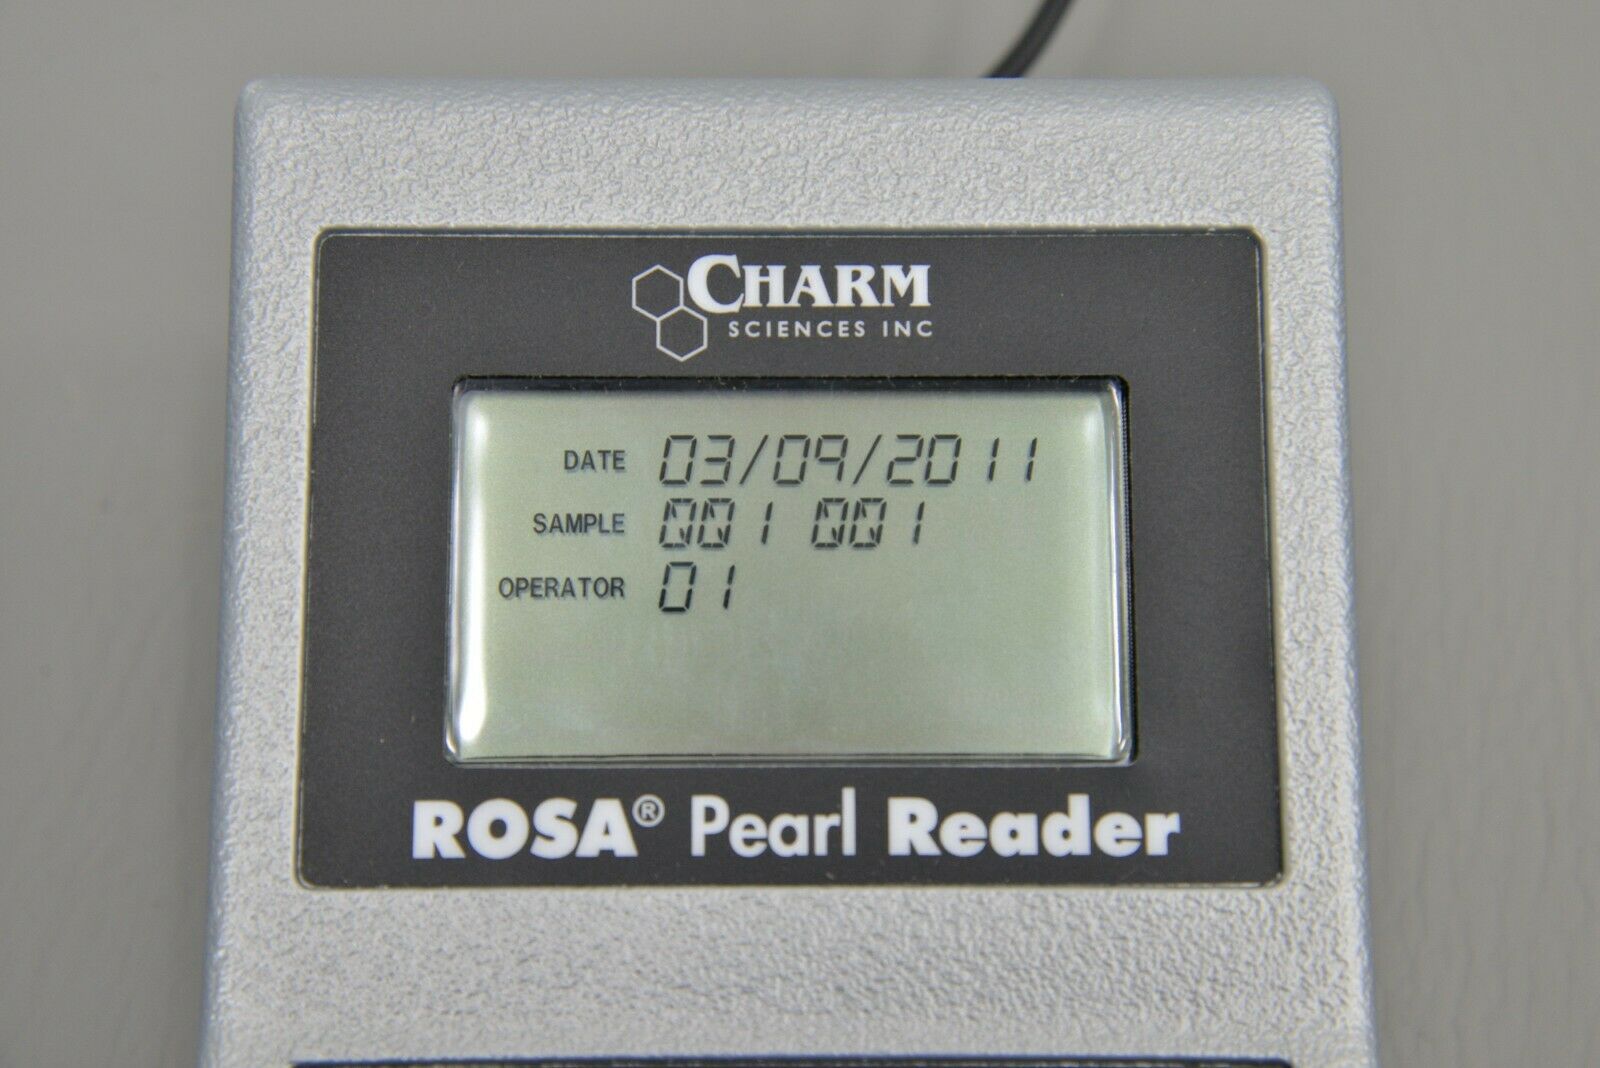 CHARM
SCIENCES INC
DATE 03/09/2011
SAMPLE 001 001
OPERATOR 01
ROSA® Pearl Reader